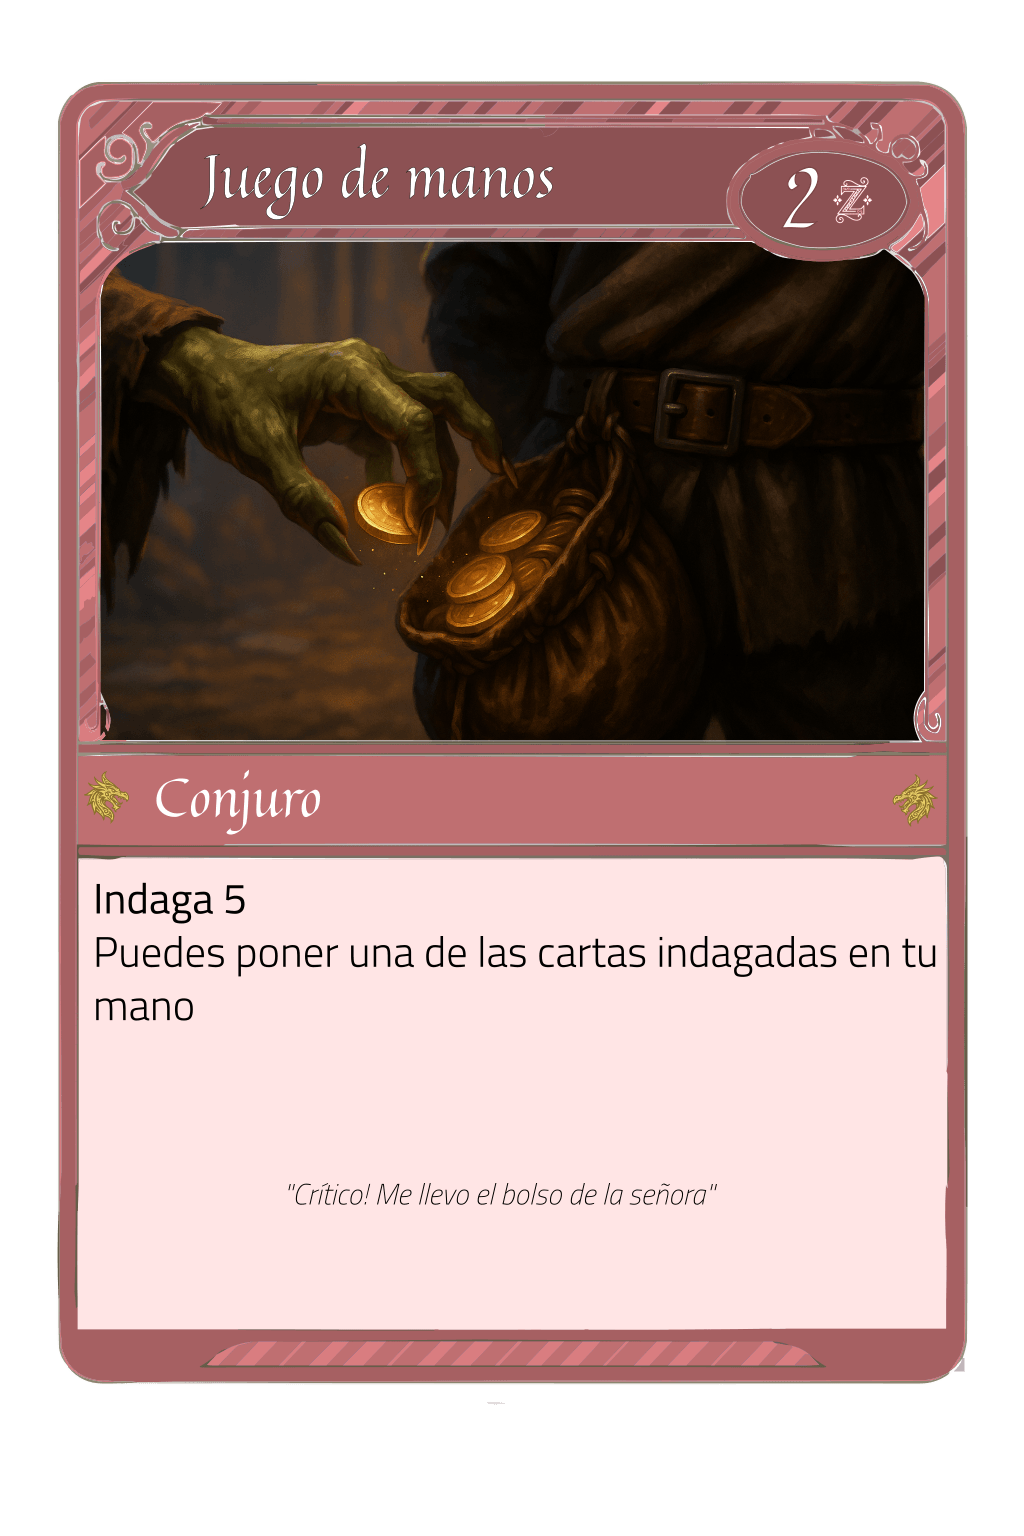 Juego de manos
2 Z
Conjuro
Indaga 5
Puedes poner una de las cartas indagadas en tu
mano
"Crítico! Me llevo el bolso de la señora"